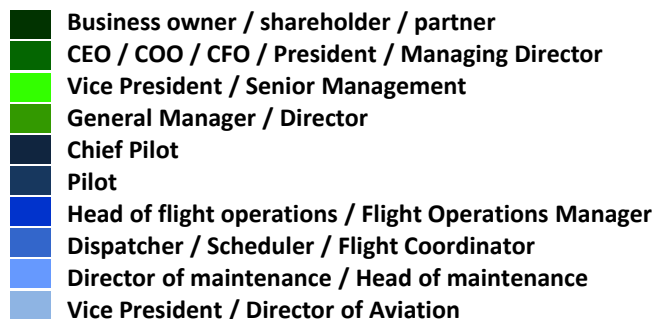 Business owner / shareholder / partner
CEO / COO / CFO / President / Managing Director
Vice President / Senior Management
General Manager / Director
Chief Pilot
Pilot
Head of flight operations / Flight Operations Manager
Dispatcher / Scheduler / Flight Coordinator
Director of maintenance / Head of maintenance
Vice President / Director of Aviation